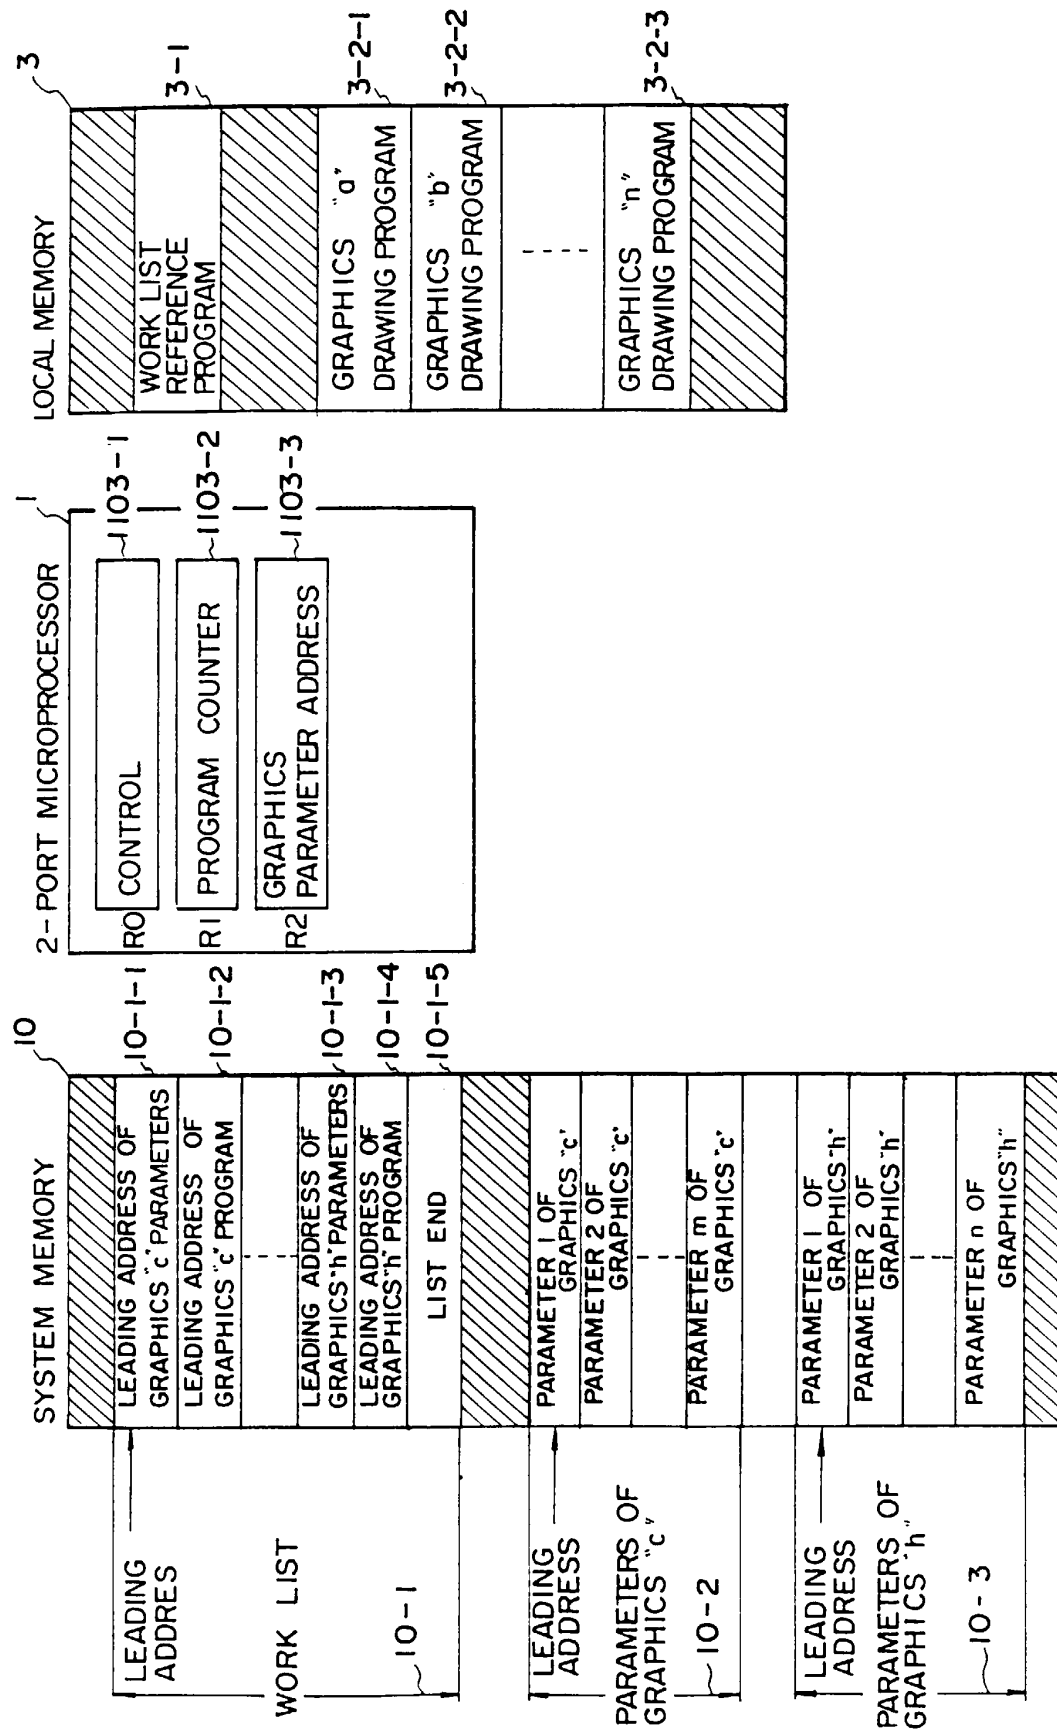 SYSTEM MEMORY
10
LEADING
ADDRES
LEADING ADDRESS OF
GRAPHICS "c" PARAMETERS
10-1-1
LEADING ADDRESS OF
GRAPHICS "c" PROGRAM
10-1-2
LEADING ADDRESS OF
GRAPHICS "h" PARAMETERS
10-1-3
LEADING ADDRESS OF
GRAPHICS "h" PROGRAM
10-1-4
LIST END
10-1-5
WORK LIST
10-1
LEADING
ADDRESS
PARAMETER 1 OF
GRAPHICS "c"
PARAMETER 2 OF
GRAPHICS "c"
PARAMETER m OF
GRAPHICS "c"
PARAMETERS OF
GRAPHICS "c"
10-2
LEADING
ADDRESS
PARAMETER 1 OF
GRAPHICS "h"
PARAMETER 2 OF
GRAPHICS "h"
PARAMETER n OF
GRAPHICS "h"
PARAMETERS OF
GRAPHICS "h"
10-3
2-PORT MICROPROCESSOR
1
R0
CONTROL
1103-1
R1
PROGRAM COUNTER
1103-2
R2
GRAPHICS
PARAMETER ADDRESS
1103-3
LOCAL MEMORY
3
WORK LIST
REFERENCE
PROGRAM
3-1
GRAPHICS "a"
DRAWING PROGRAM
3-2-1
GRAPHICS "b"
DRAWING PROGRAM
3-2-2
GRAPHICS "n"
DRAWING PROGRAM
3-2-3